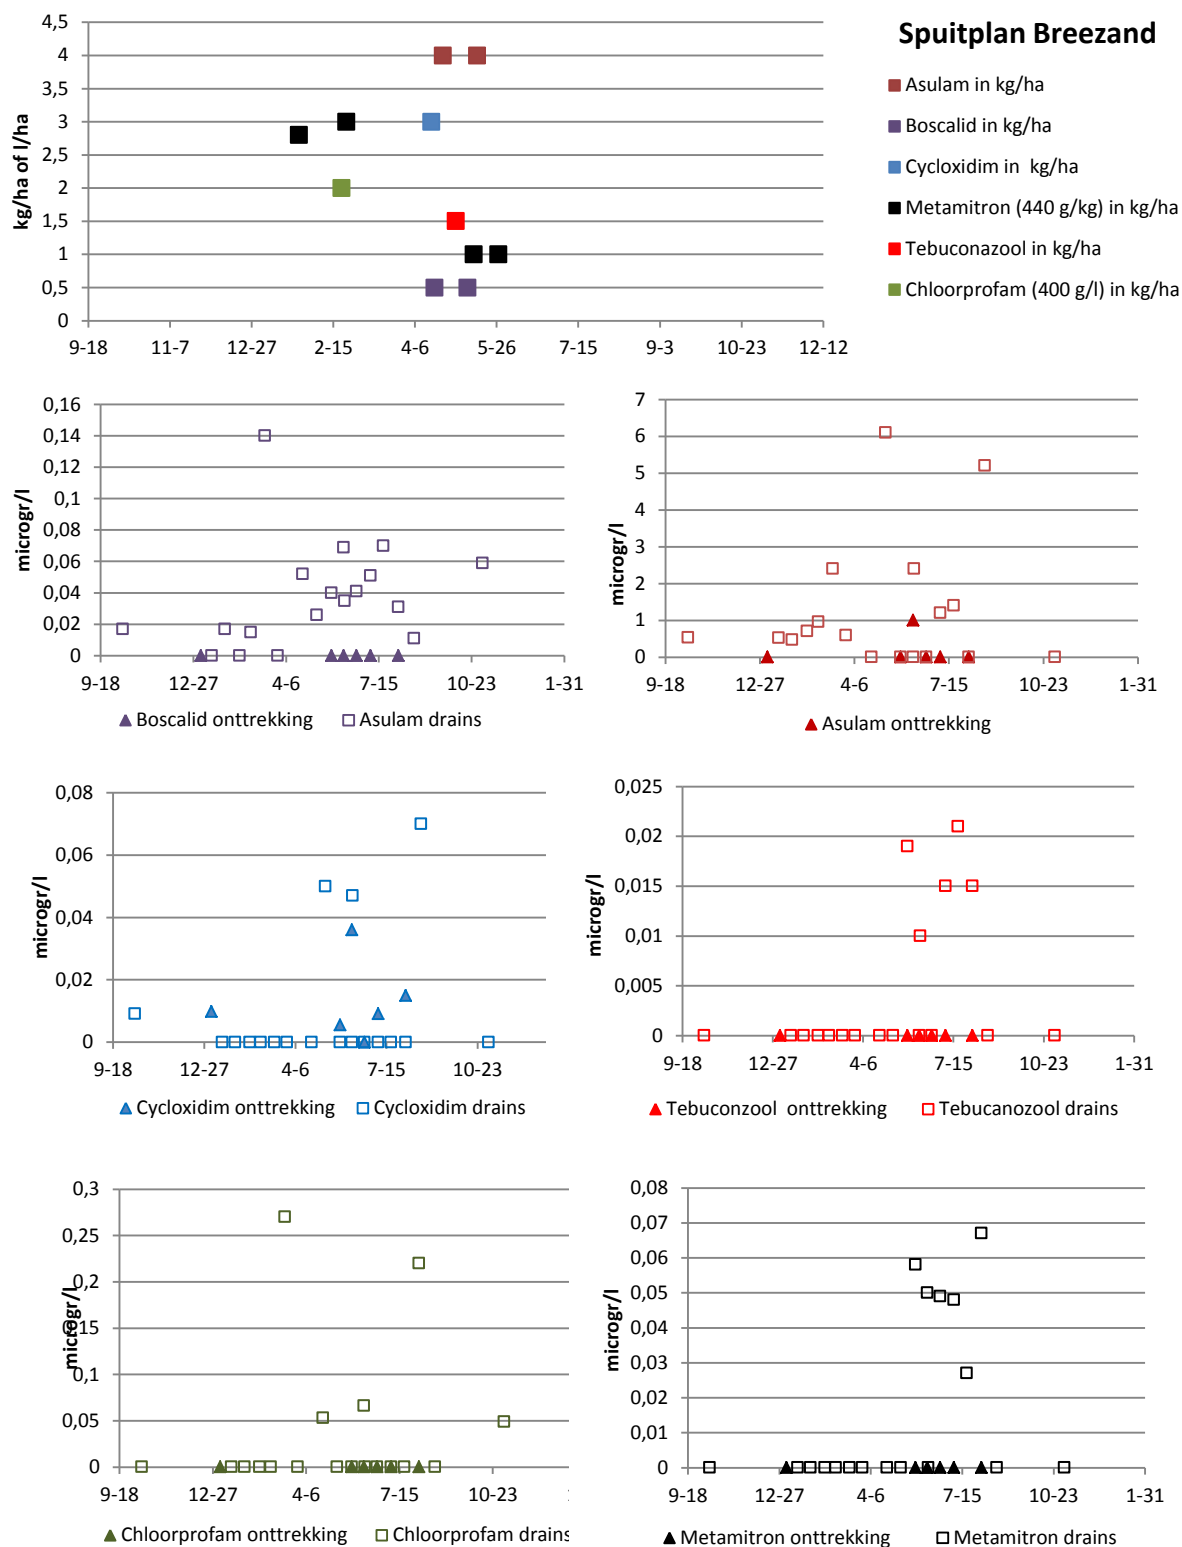 Spuitplan Breezand
4,5
4
3,5
3
2,5
2
1,5
1
0,5
0
kg/ha of l/ha
9-18 11-7 12-27 2-15 4-6 5-26 7-15 9-3 10-23 12-12
Asulam in kg/ha
Boscalid in kg/ha
Cycloxidim in kg/ha
Metamitron (440 g/kg) in kg/ha
Tebuconazool in kg/ha
Chloorprofam (400 g/l) in kg/ha
0,16
0,14
0,12
0,1
0,08
0,06
0,04
0,02
0
microgr/l
9-18 12-27 4-6 7-15 10-23 1-31
Boscalid onttrekking Asulam drains
7
6
5
4
3
2
1
0
microgr/l
9-18 12-27 4-6 7-15 10-23 1-31
Asulam onttrekking
0,08
0,06
0,04
0,02
0
microgr/l
9-18 12-27 4-6 7-15 10-23
Cycloxidim onttrekking Cycloxidim drains
0,025
0,02
0,015
0,01
0,005
0
microgr/l
9-18 12-27 4-6 7-15 10-23 1-31
Tebuconzool onttrekking Tebucanozool drains
0,3
0,25
0,2
0,15
0,1
0,05
0
microgr/l
9-18 12-27 4-6 7-15 10-23
Chloorprofam onttrekking Chloorprofam drains
0,08
0,07
0,06
0,05
0,04
0,03
0,02
0,01
0
microgr/l
9-18 12-27 4-6 7-15 10-23 1-31
Metamitron onttrekking Metamitron drains